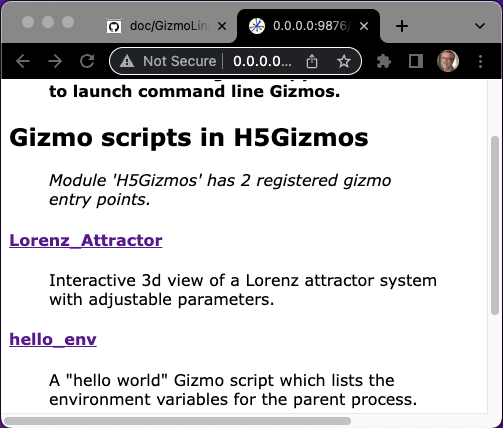 doc/GizmoLin
0.0.0.0:9876/
Not Secure
0.0.0.0...
to launch command line Gizmos.
Gizmo scripts in H5Gizmos
Module 'H5Gizmos' has 2 registered gizmo
entry points.
Lorenz_Attractor
Interactive 3d view of a Lorenz attractor system
with adjustable parameters.
hello_env
A "hello world" Gizmo script which lists the
environment variables for the parent process.